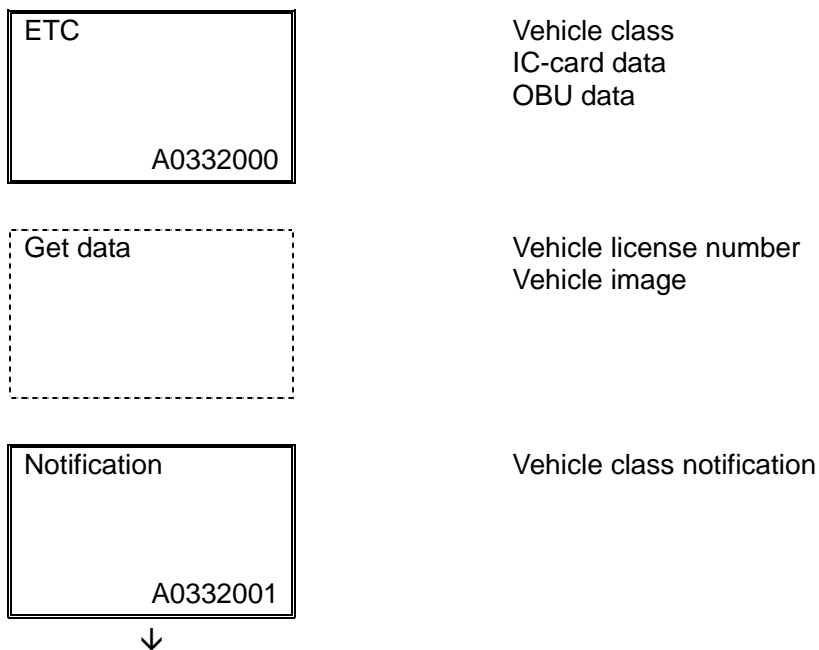 ETC
Vehicle class
IC-card data
OBU data
A0332000
Get data
Vehicle license number
Vehicle image
Notification
Vehicle class notification
A0332001